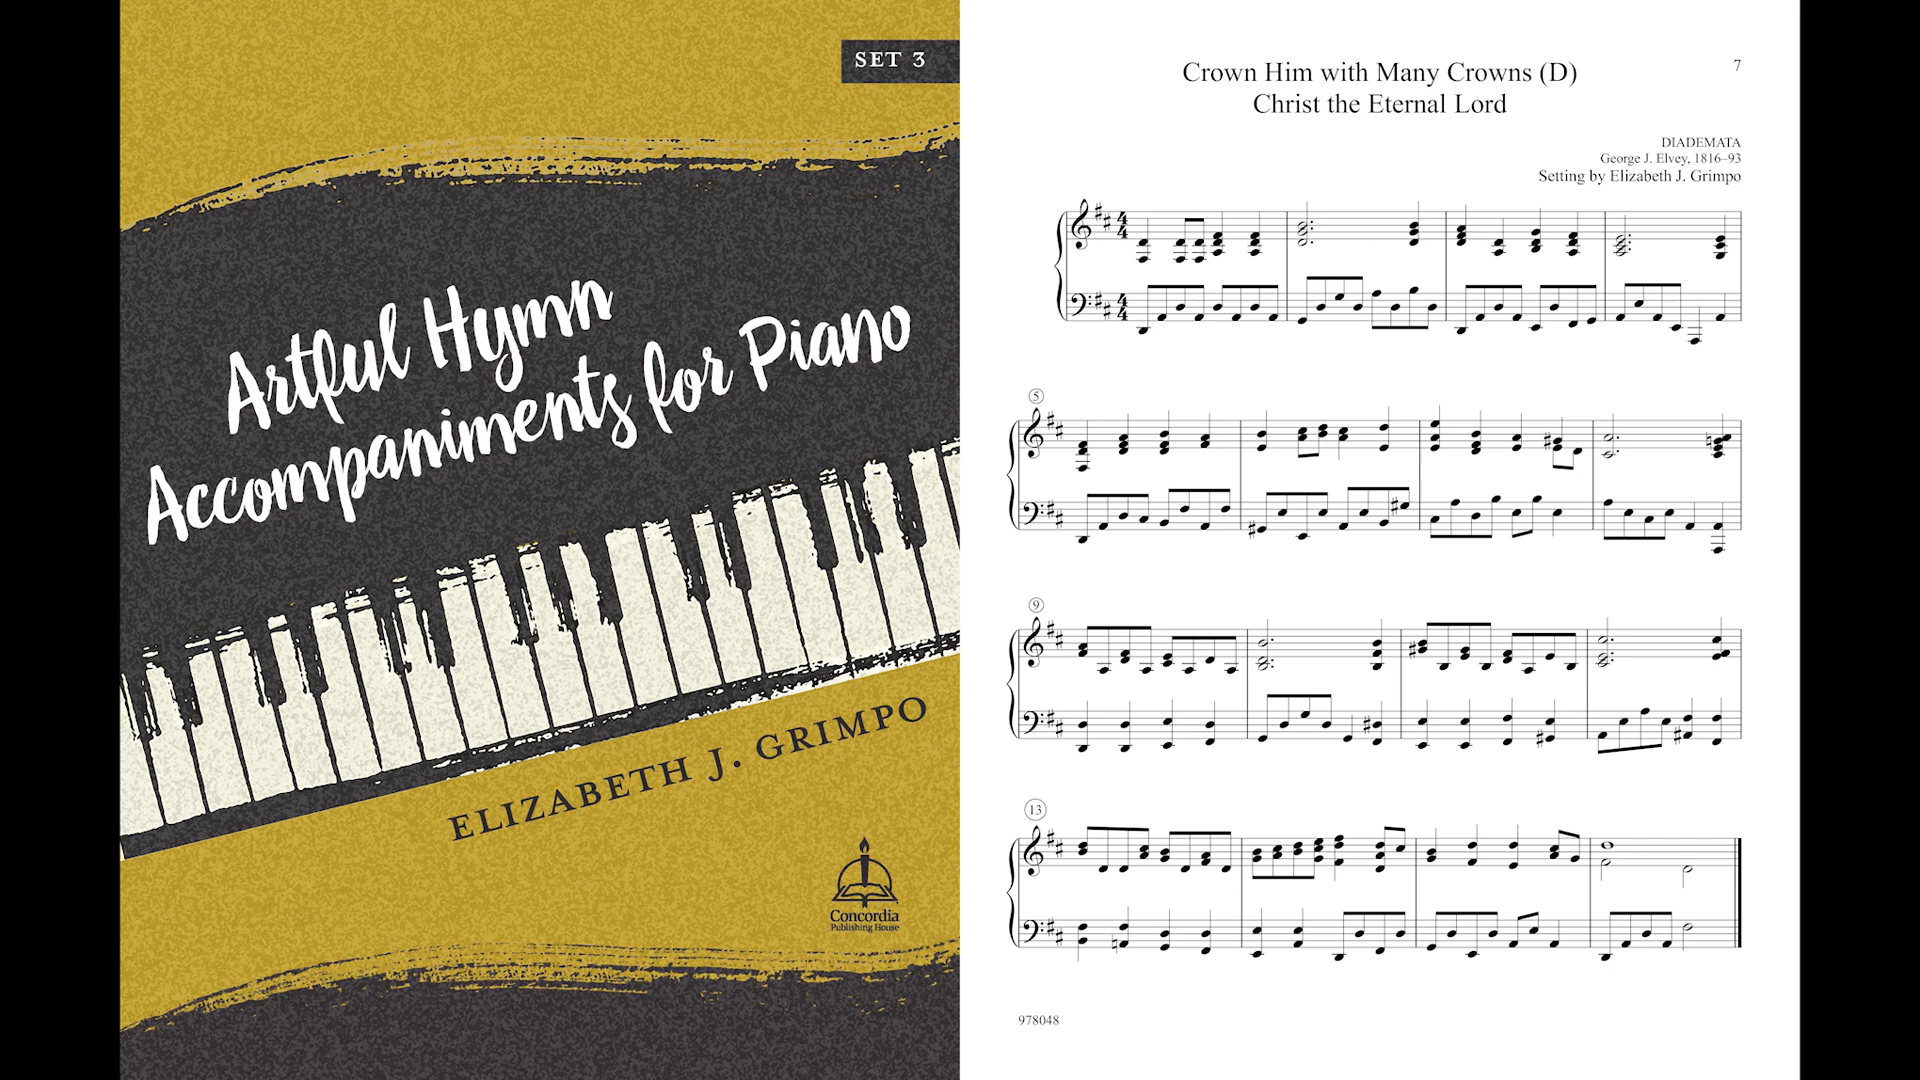 SET 3
Artful Hymn
Accompaniments for Piano
ELIZABETH J. GRIMPO
Concordia
Publishing House
7
Crown Him with Many Crowns (D)
Christ the Eternal Lord
DIADEMATA
George J. Elvey, 1816–93
Setting by Elizabeth J. Grimpo
5
9
13
978048